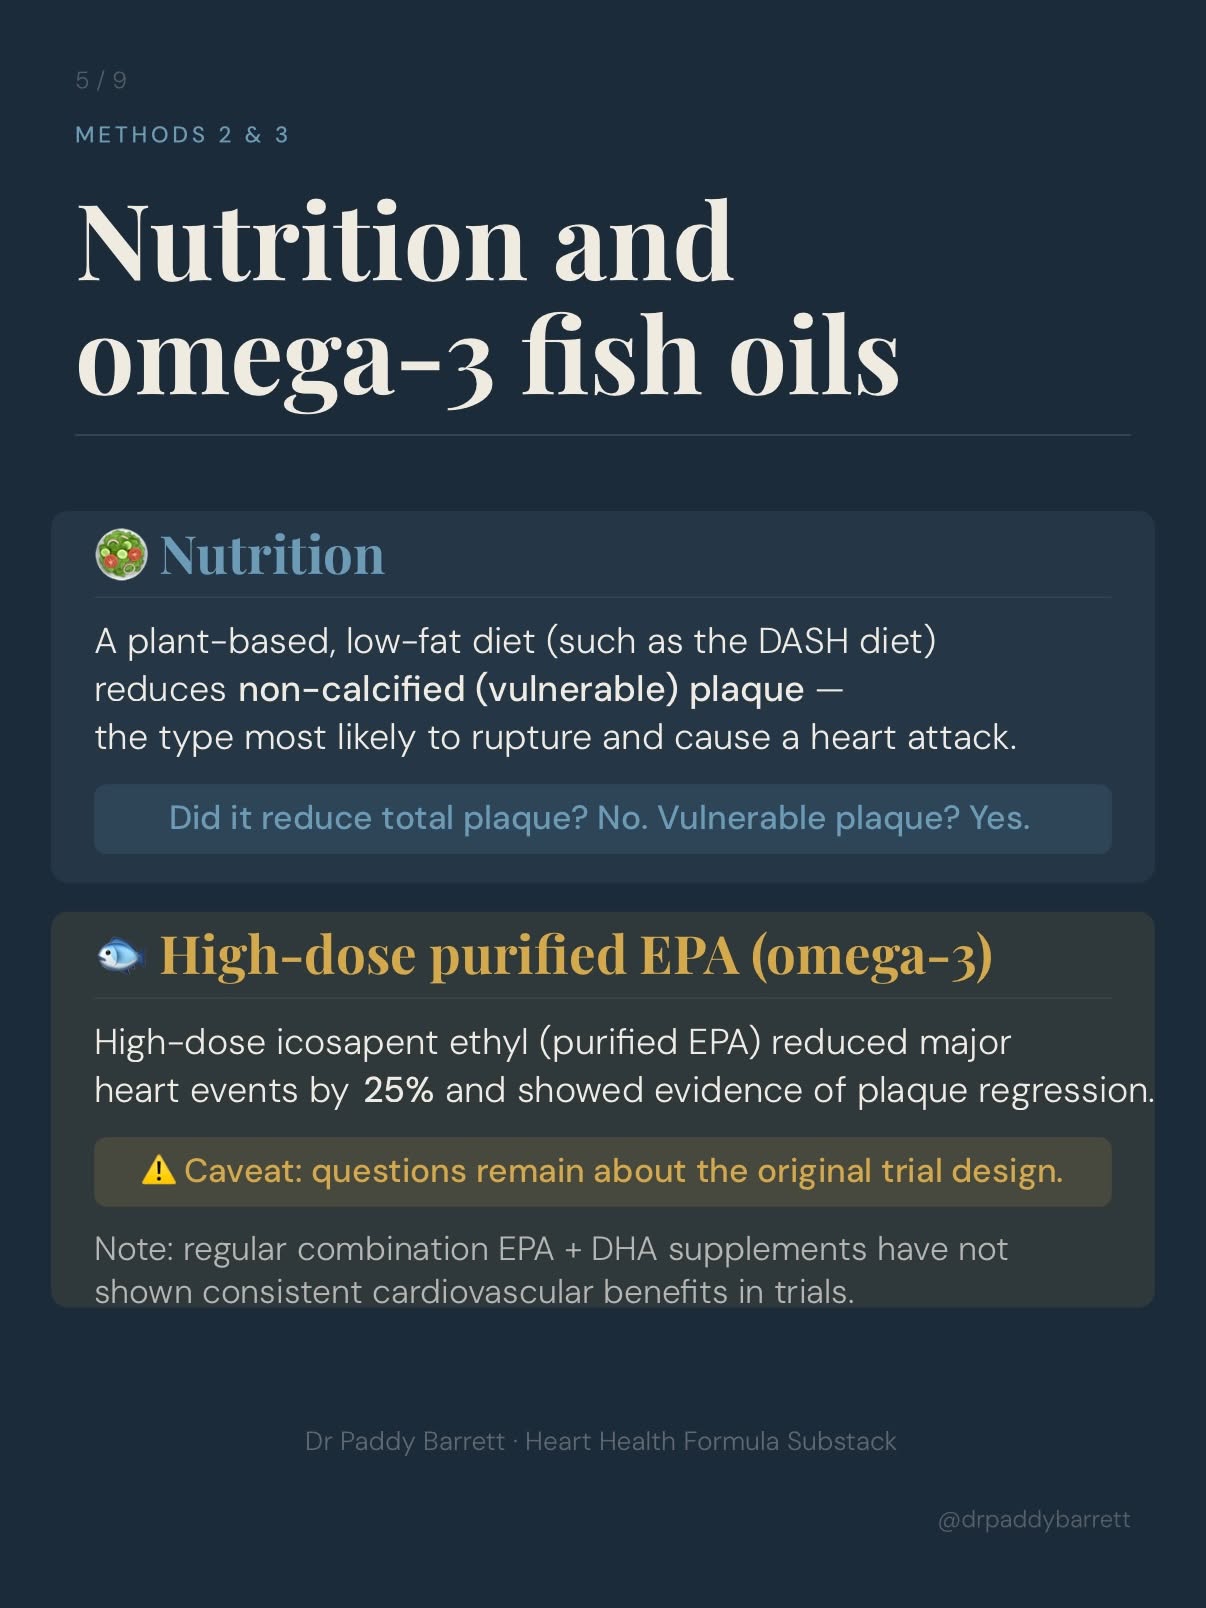 5 / 9
METHODS 2 & 3
Nutrition and
omega-3 fish oils
Nutrition
A plant-based, low-fat diet (such as the DASH diet)
reduces non-calcified (vulnerable) plaque —
the type most likely to rupture and cause a heart attack.
Did it reduce total plaque? No. Vulnerable plaque? Yes.
High-dose purified EPA (omega-3)
High-dose icosapent ethyl (purified EPA) reduced major
heart events by 25% and showed evidence of plaque regression.
⚠️ Caveat: questions remain about the original trial design.
Note: regular combination EPA + DHA supplements have not
shown consistent cardiovascular benefits in trials.
Dr Paddy Barrett · Heart Health Formula Substack
@drpaddybarrett